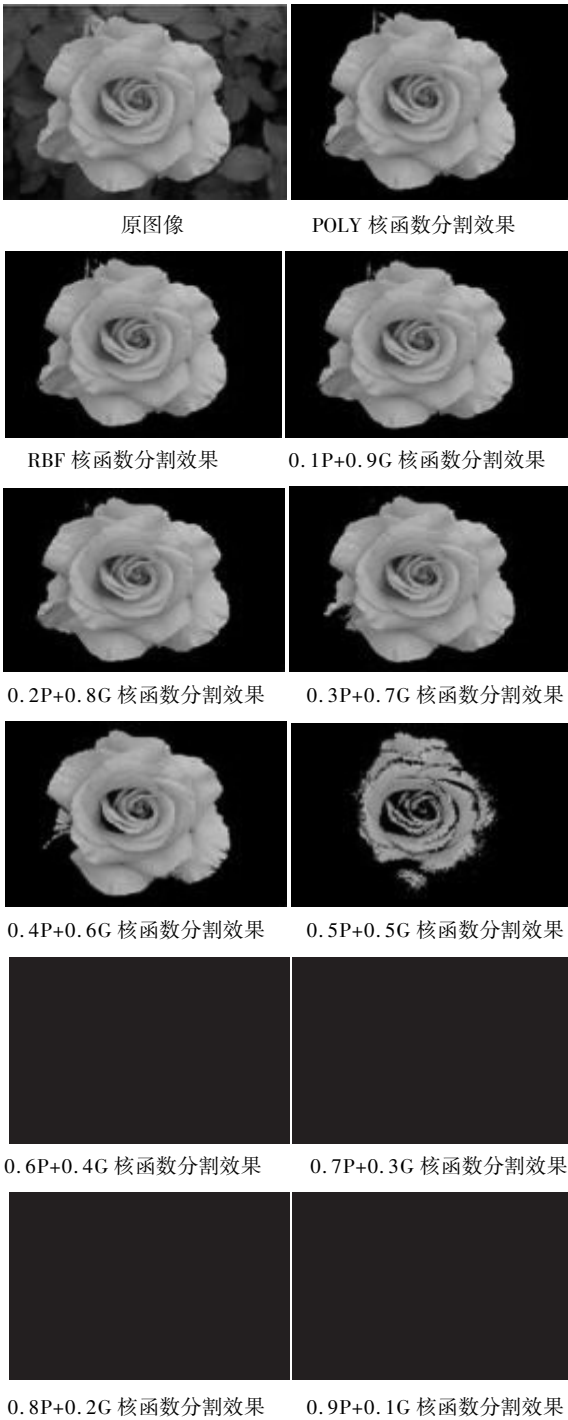 原图像
POLY 核函数分割效果
RBF 核函数分割效果
0.1P+0.9G 核函数分割效果
0.2P+0.8G 核函数分割效果
0.3P+0.7G 核函数分割效果
0.4P+0.6G 核函数分割效果
0.5P+0.5G 核函数分割效果
0.6P+0.4G 核函数分割效果
0.7P+0.3G 核函数分割效果
0.8P+0.2G 核函数分割效果
0.9P+0.1G 核函数分割效果